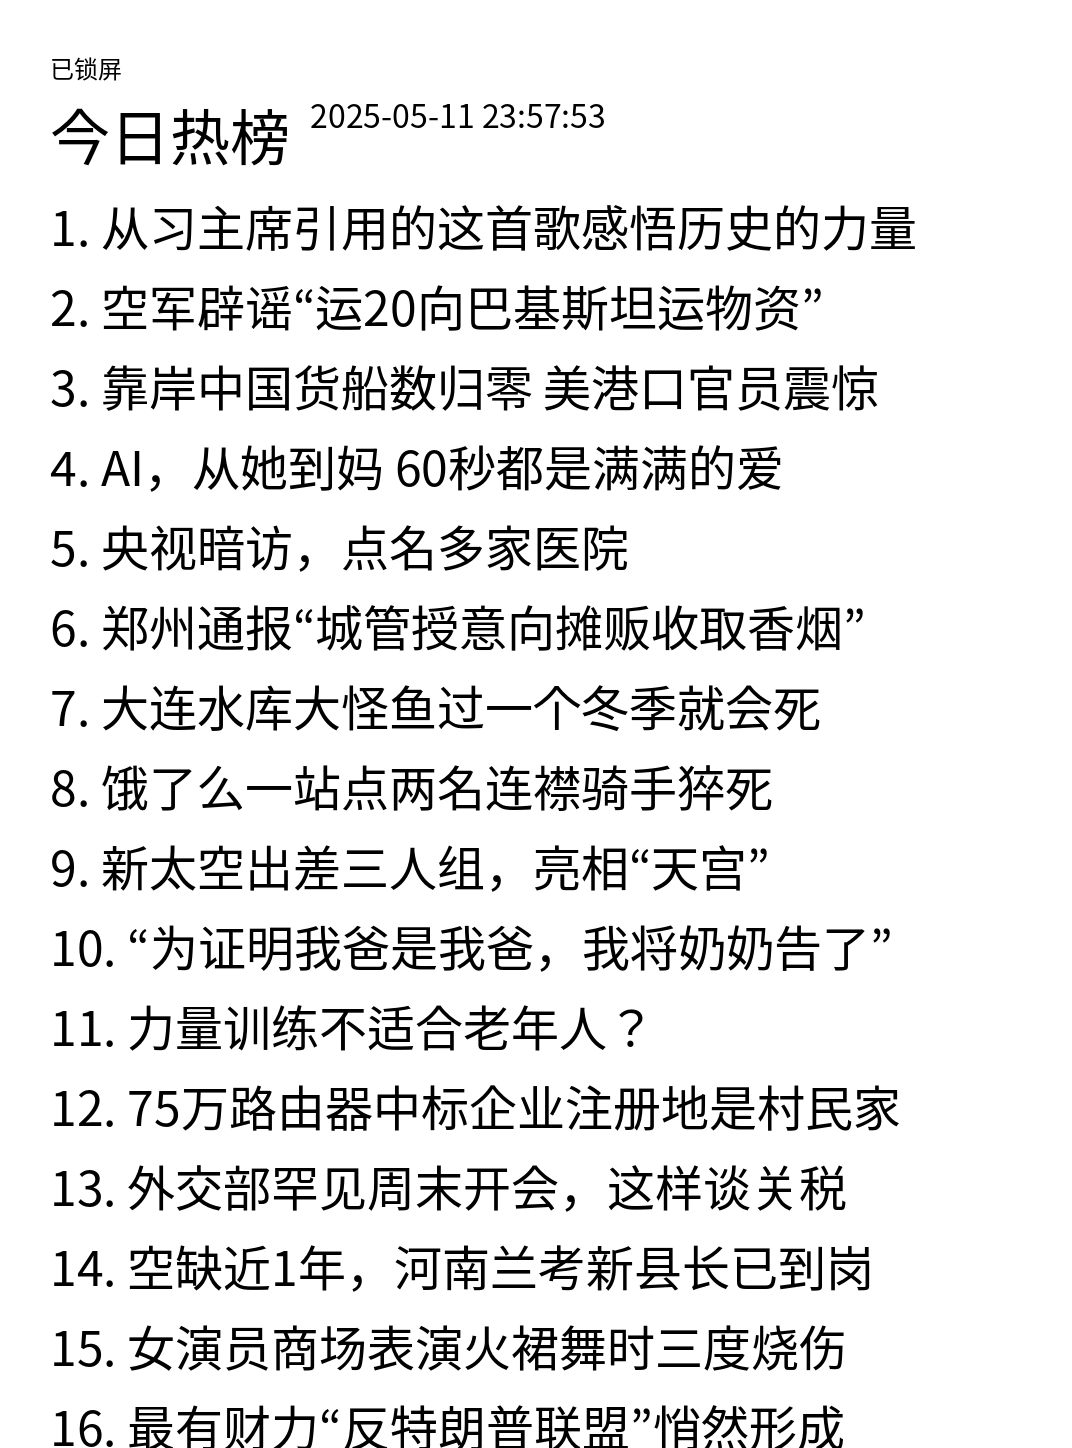 已锁屏
今日热榜 2025-05-11 23:57:53
1. 从习主席引用的这首歌感悟历史的力量
2. 空军辟谣“运20向巴基斯坦运物资”
3. 靠岸中国货船数归零 美港口官员震惊
4. AI，从她到妈 60秒都是满满的爱
5. 央视暗访，点名多家医院
6. 郑州通报“城管授意向摊贩收取香烟”
7. 大连水库大怪鱼过一个冬季就会死
8. 饿了么一站点两名连襟骑手猝死
9. 新太空出差三人组，亮相“天宫”
10. “为证明我爸是我爸，我将奶奶告了”
11. 力量训练不适合老年人？
12. 75万路由器中标企业注册地是村民家
13. 外交部罕见周末开会，这样谈关税
14. 空缺近1年，河南兰考新县长已到岗
15. 女演员商场表演火裙舞时三度烧伤
16. 最有财力“反特朗普联盟”悄然形成